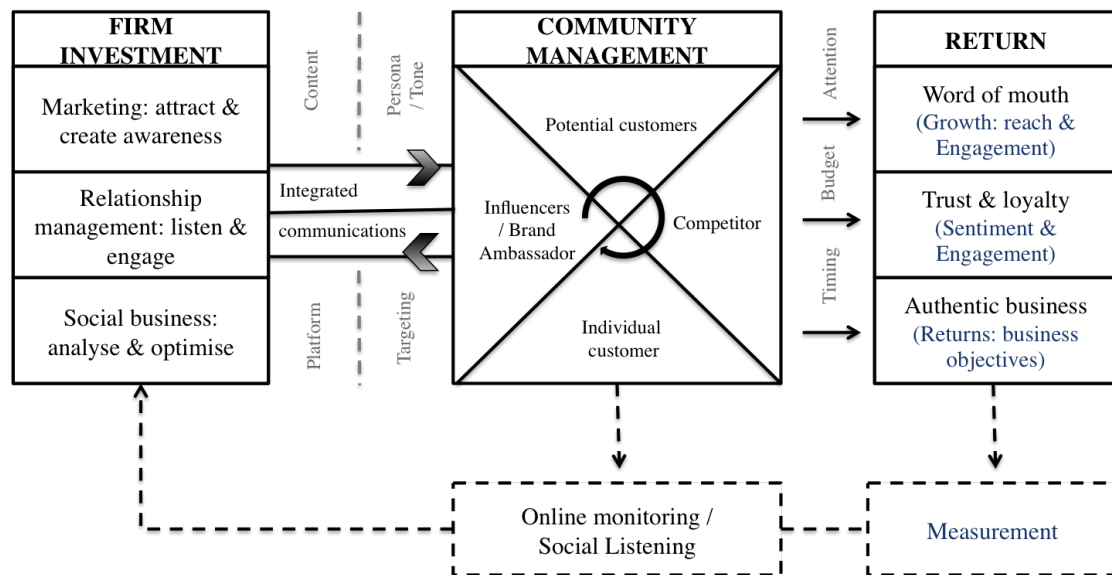 FIRM
INVESTMENT
Marketing: attract &
create awareness
Relationship
management: listen &
engage
Social business:
analyse & optimise
Content
Persona
/ Tone
Integrated
communications
Platform
Targeting
COMMUNITY
MANAGEMENT
Potential customers
Influencers
/ Brand
Ambassador
Competitor
Individual
customer
Attention
Budget
Timing
RETURN
Word of mouth
(Growth: reach &
Engagement)
Trust & loyalty
(Sentiment &
Engagement)
Authentic business
(Returns: business
objectives)
Online monitoring /
Social Listening
Measurement